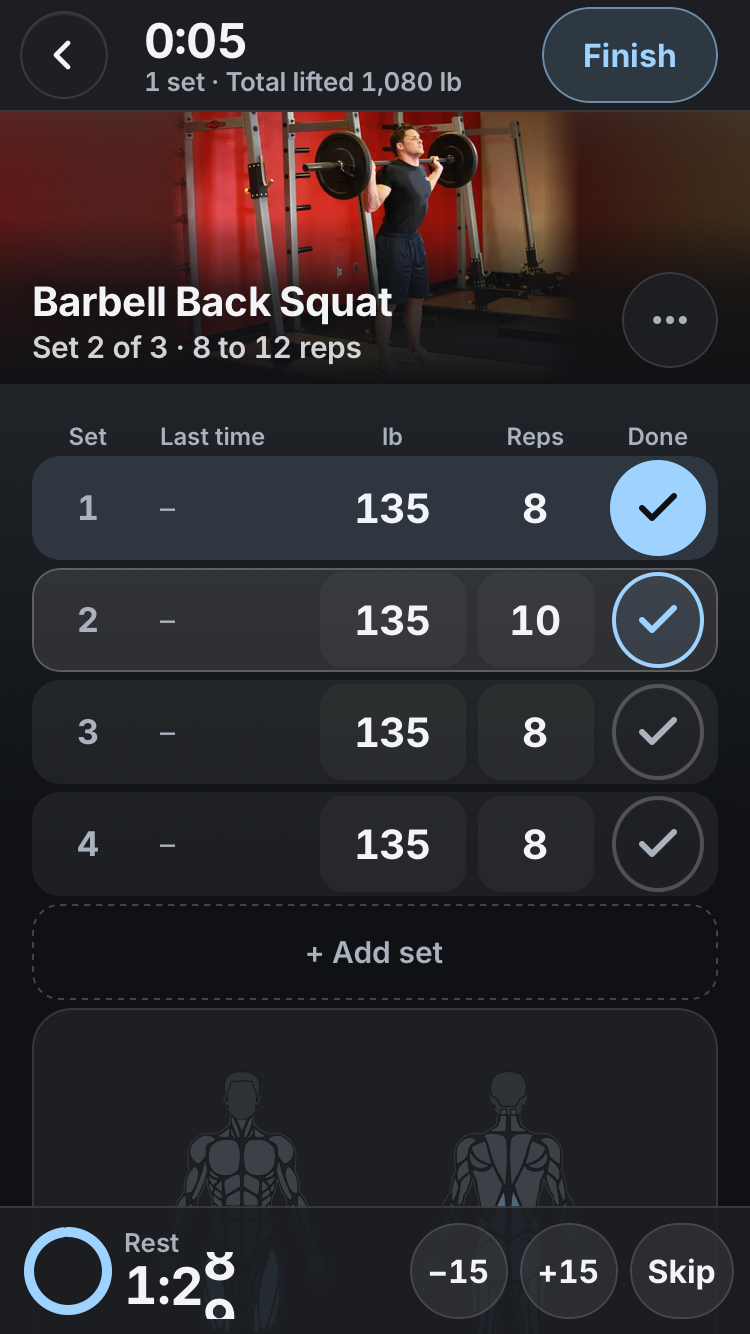 0:05
1 set · Total lifted 1,080 lb
Finish
Barbell Back Squat
Set 2 of 3 · 8 to 12 reps
Set Last time lb Reps Done
1 – 135 8
2 – 135 10
3 – 135 8
4 – 135 8
+ Add set
Rest
1:28
−15 +15 Skip